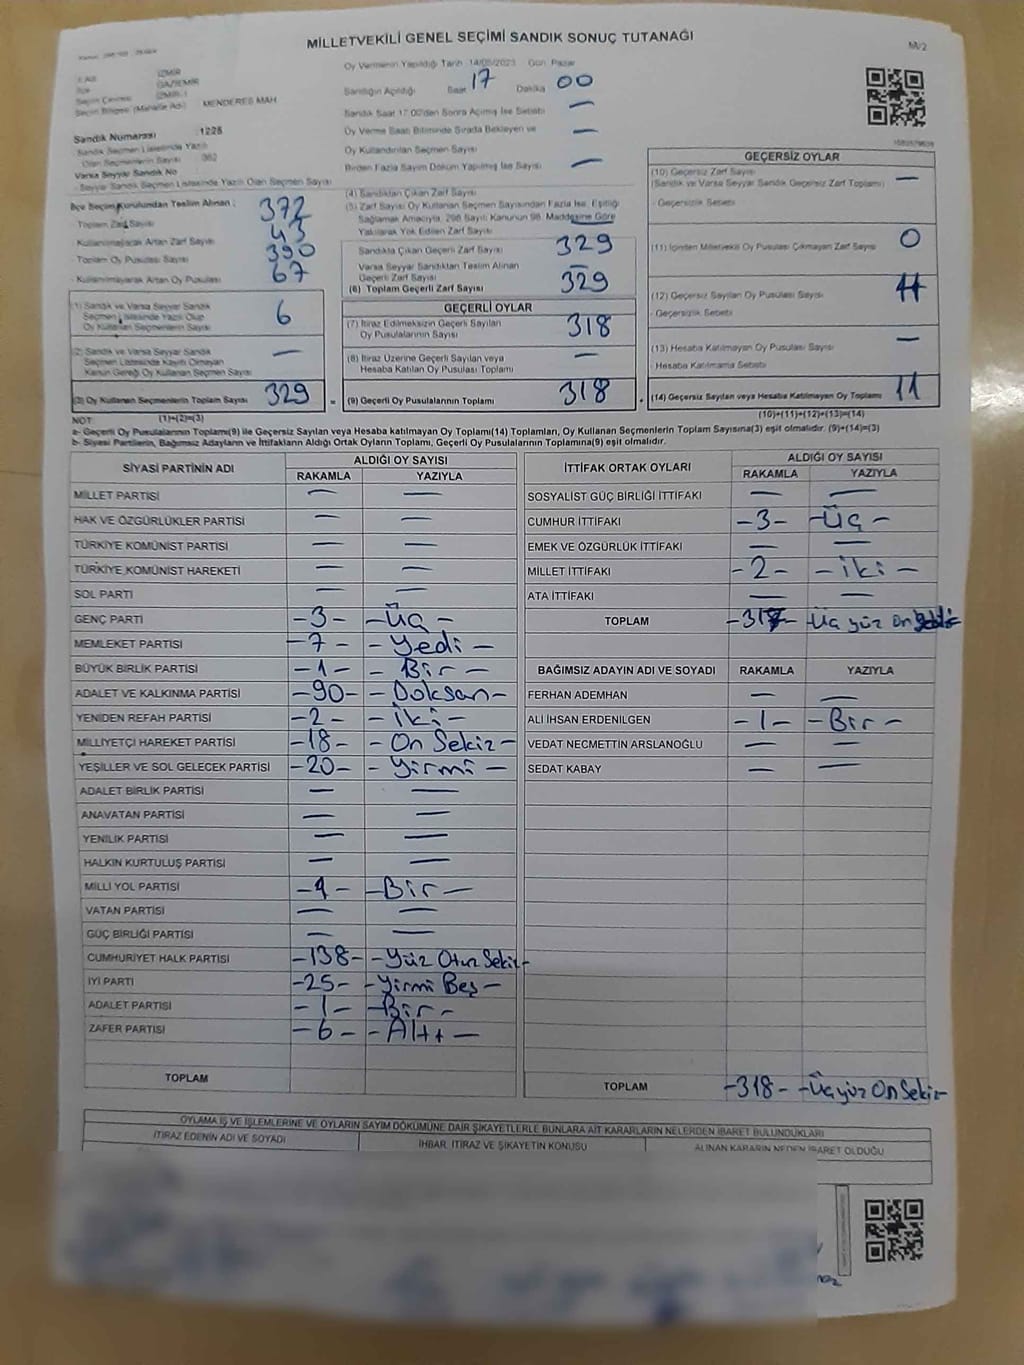 MİLLETVEKİLİ GENEL SEÇİMİ SANDIK SONUÇ TUTANAĞI
Oy Vermenin Yapıldığı Tarih 14/05/2023 Gün Pazar
İZMİR
GAZİEMİR
İZMİR-1
MENDERES MAH
Sandığın Açıldığı Saat 17 Dakika 00
Sandık Saat 17:00'den Sonra Açılmış İse Sebebi —
Oy Verme Saati Bitiminde Sırada Bekleyen ve
Oy Kullandırılan Seçmen Sayısı —
Birden Fazla Sayım Döküm Yapılmış İse Sayısı —
Sandık Numarası : 1228
Sandık Seçmen Listesinde Yazılı
Olan Seçmenlerin Sayısı 362
Varsa Seyyar Sandık No
Seyyar Sandık Seçmen Listesinde Yazılı Olan Seçmen Sayısı
İlçe Seçim Kurulundan Teslim Alınan :
- Toplam Zarf Sayısı 372
- Kullanılmayarak Artan Zarf Sayısı 43
- Toplam Oy Pusulası Sayısı 390
- Kullanılmayarak Artan Oy Pusulası 67
(1) Sandık ve Varsa Seyyar Sandık
Seçmen Listesinde Yazılı Olup
Oy Kullanan Seçmenlerin Sayısı 6
(2) Sandık ve Varsa Seyyar Sandık
Seçmen Listesinde Kayıtlı Olmayan
Kanun Gereği Oy Kullanan Seçmen Sayısı —
(3) Oy Kullanan Seçmenlerin Toplam Sayısı 329
(4) Sandıktan Çıkan Zarf Sayısı
(5) Zarf Sayısı Oy Kullanan Seçmen Sayısından Fazla İse, Eşitliği
Sağlamak Amacıyla, 298 Sayılı Kanunun 98. Maddesine Göre
Yakılarak Yok Edilen Zarf Sayısı —
Sandıkta Çıkan Geçerli Zarf Sayısı 329
Varsa Seyyar Sandıktan Teslim Alınan
Geçerli Zarf Sayısı —
(6) Toplam Geçerli Zarf Sayısı 329
GEÇERLİ OYLAR
(7) İtiraz Edilmeksizin Geçerli Sayılan
Oy Pusulalarının Sayısı 318
(8) İtiraz Üzerine Geçerli Sayılan veya
Hesaba Katılan Oy Pusulası Toplamı —
= (9) Geçerli Oy Pusulalarının Toplamı 318
GEÇERSİZ OYLAR
(10) Geçersiz Zarf Sayısı
(Sandık ve Varsa Seyyar Sandık Geçersiz Zarf Toplamı) —
- Geçersizlik Sebebi
(11) İçinden Milletvekili Oy Pusulası Çıkmayan Zarf Sayısı 0
(12) Geçersiz Sayılan Oy Pusulası Sayısı 11
- Geçersizlik Sebebi
(13) Hesaba Katılmayan Oy Pusulası Sayısı —
- Hesaba Katılmama Sebebi
(14) Geçersiz Sayılan veya Hesaba Katılmayan Oy Toplamı 11
NOT: (1)+(2)=(3) (10)+(11)+(12)+(13)=(14)
a- Geçerli Oy Pusulalarının Toplamı(9) ile Geçersiz Sayılan veya Hesaba katılmayan Oy Toplamı(14) Toplamları, Oy Kullanan Seçmenlerin Toplam Sayısına(3) eşit olmalıdır. (9)+(14)=(3)
b- Siyasi Partilerin, Bağımsız Adayların ve İttifakların Aldığı Ortak Oyların Toplamı, Geçerli Oy Pusulalarının Toplamına(9) eşit olmalıdır.
SİYASİ PARTİNİN ADI ALDIĞI OY SAYISI
RAKAMLA YAZIYLA
MİLLET PARTİSİ — —
HAK VE ÖZGÜRLÜKLER PARTİSİ — —
TÜRKİYE KOMÜNİST PARTİSİ — —
TÜRKİYE KOMÜNİST HAREKETİ — —
SOL PARTİ — —
GENÇ PARTİ -3- -Üç-
MEMLEKET PARTİSİ -7- -Yedi-
BÜYÜK BİRLİK PARTİSİ -1- -Bir-
ADALET VE KALKINMA PARTİSİ -90- -Doksan-
YENİDEN REFAH PARTİSİ -2- -İki-
MİLLİYETÇİ HAREKET PARTİSİ -18- -On Sekiz-
YEŞİLLER VE SOL GELECEK PARTİSİ -20- -Yirmi-
ADALET BİRLİK PARTİSİ — —
ANAVATAN PARTİSİ — —
YENİLİK PARTİSİ — —
HALKIN KURTULUŞ PARTİSİ — —
MİLLİ YOL PARTİSİ -1- -Bir-
VATAN PARTİSİ — —
GÜÇ BİRLİĞİ PARTİSİ — —
CUMHURİYET HALK PARTİSİ -138- -Yüz Otuz Sekiz-
İYİ PARTİ -25- -Yirmi Beş-
ADALET PARTİSİ -1- -Bir-
ZAFER PARTİSİ -6- -Altı-
TOPLAM
İTTİFAK ORTAK OYLARI ALDIĞI OY SAYISI
RAKAMLA YAZIYLA
SOSYALİST GÜÇ BİRLİĞİ İTTİFAKI — —
CUMHUR İTTİFAKI -3- -Üç-
EMEK VE ÖZGÜRLÜK İTTİFAKI — —
MİLLET İTTİFAKI -2- -iki-
ATA İTTİFAKI — —
TOPLAM -317- -Üç yüz on
BAĞIMSIZ ADAYIN ADI VE SOYADI RAKAMLA YAZIYLA
FERHAN ADEMHAN — —
ALİ İHSAN ERDENİLGEN -1- -Bir-
VEDAT NECMETTİN ARSLANOĞLU — —
SEDAT KABAY — —
TOPLAM -318- -Üçyüz On Sekiz-
OYLAMA İŞ VE İŞLEMLERİNE VE OYLARIN SAYIM DÖKÜMÜNE DAİR ŞİKAYETLERLE BUNLARA AİT KARARLARIN NELERDEN İBARET BULUNDUKLARI
İTİRAZ EDENİN ADI VE SOYADI İHBAR, İTİRAZ VE ŞİKAYETİN KONUSU ALINAN KARARIN NEDEN İBARET OLDUĞU